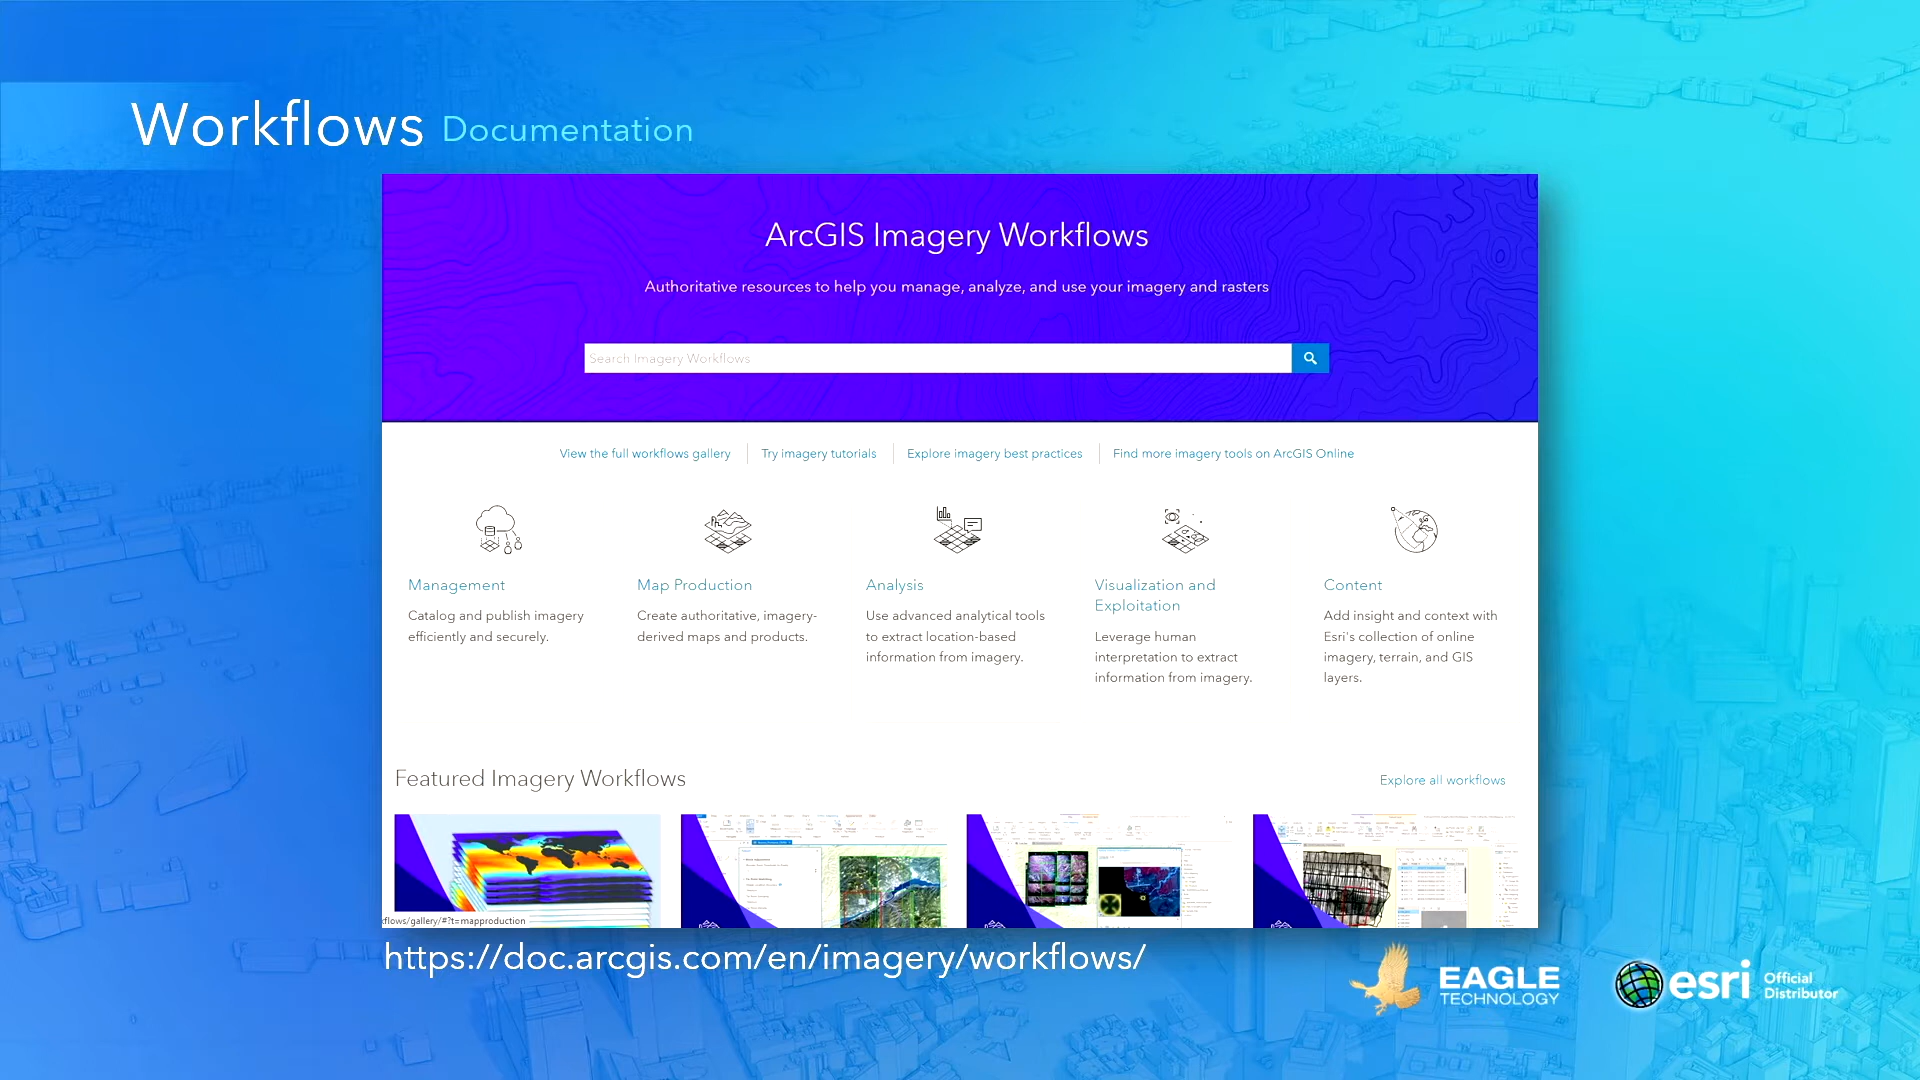 Workflows Documentation
ArcGIS Imagery Workflows
Authoritative resources to help you manage, analyze, and use your imagery and rasters
Search Imagery Workflows
View the full workflows gallery
Try imagery tutorials
Explore imagery best practices
Find more imagery tools on ArcGIS Online
Management
Catalog and publish imagery
efficiently and securely.
Map Production
Create authoritative, imagery-
derived maps and products.
Analysis
Use advanced analytical tools
to extract location-based
information from imagery.
Visualization and
Exploitation
Leverage human
interpretation to extract
information from imagery.
Content
Add insight and context with
Esri's collection of online
imagery, terrain, and GIS
layers.
Featured Imagery Workflows
Explore all workflows
kflows/gallery/#?t=mapproduction
https://doc.arcgis.com/en/imagery/workflows/
EAGLE
TECHNOLOGY
esri
Official
Distributor